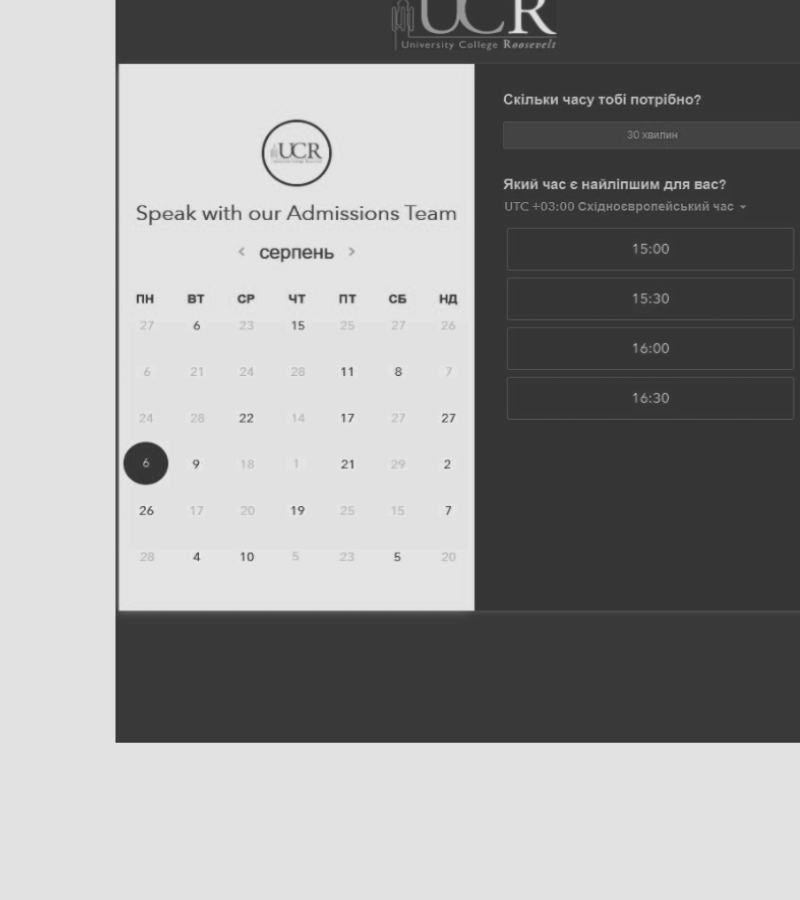 UCR
University College Roosevelt
UCR
Speak with our Admissions Team
‹ серпень ›
ПН ВТ СР ЧТ ПТ СБ НД
27 6 23 15 25 27 26
6 21 24 28 11 8 7
24 28 22 14 17 27 27
6 9 18 1 21 29 2
26 17 20 19 25 15 7
28 4 10 5 23 5 20
Скільки часу тобі потрібно?
30 хвилин
Який час є найліпшим для вас?
UTC +03:00 Східноєвропейський час
15:00
15:30
16:00
16:30